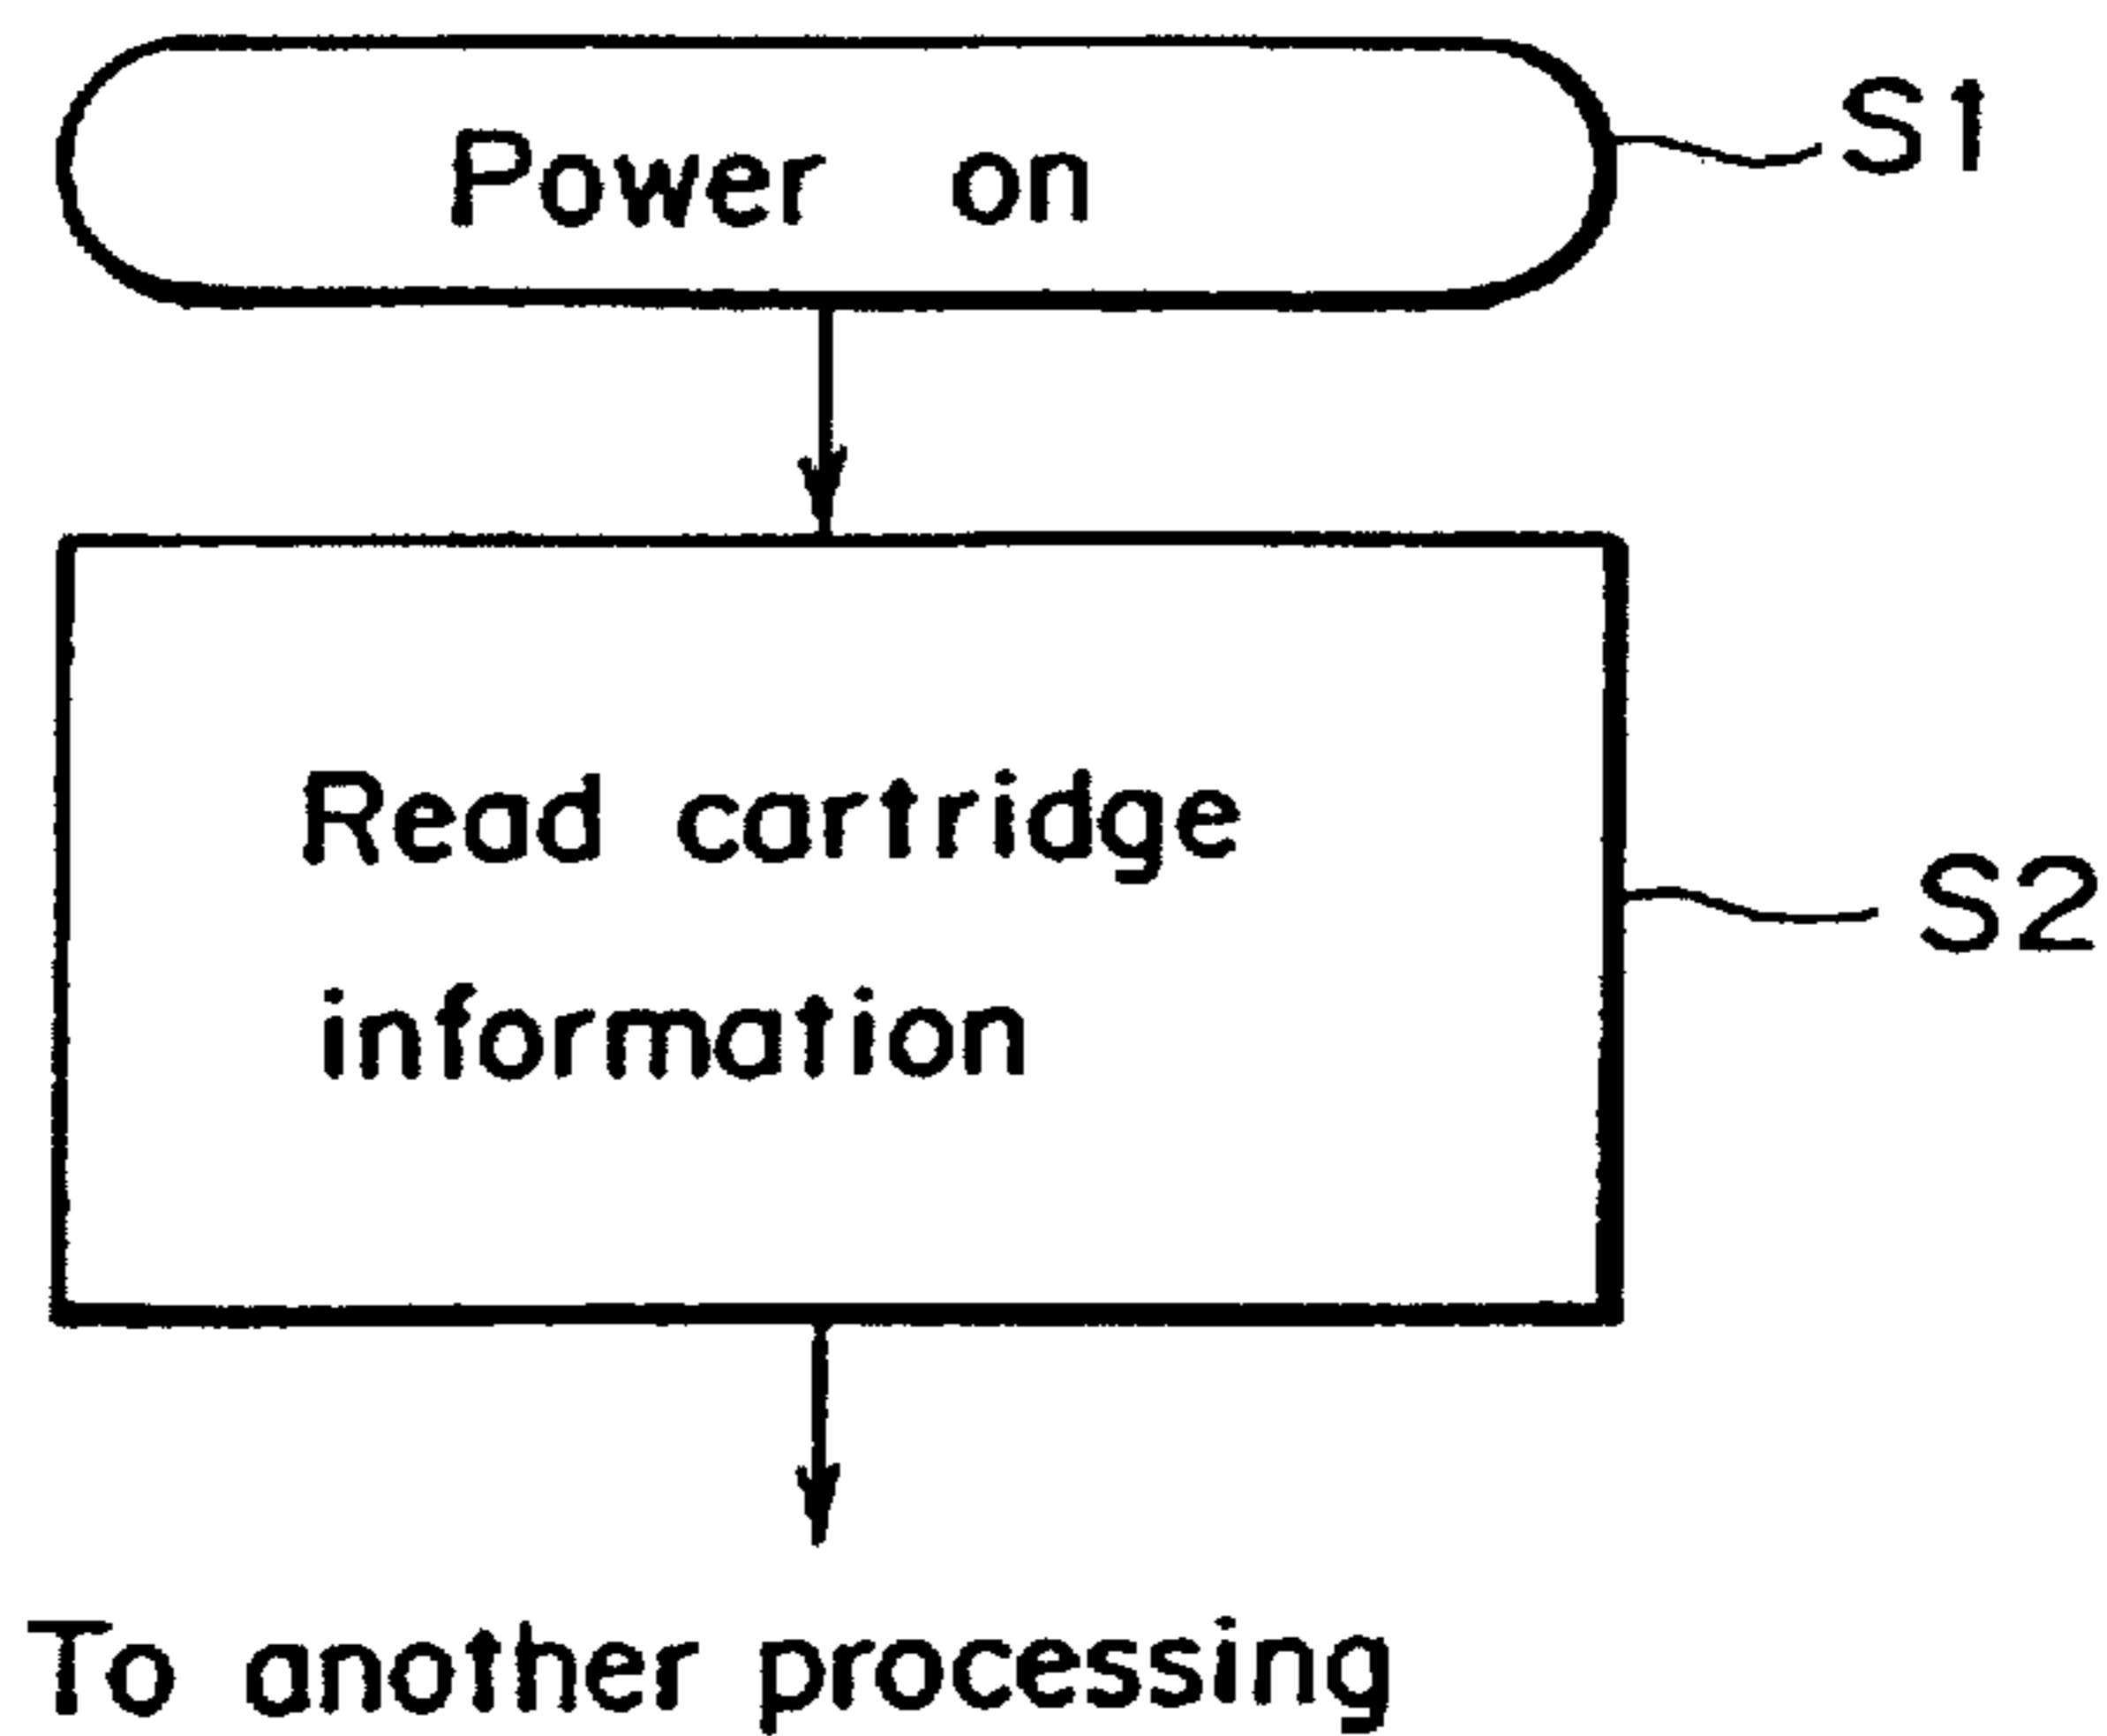 Power on
S1
Read cartridge
information
S2
To another processing